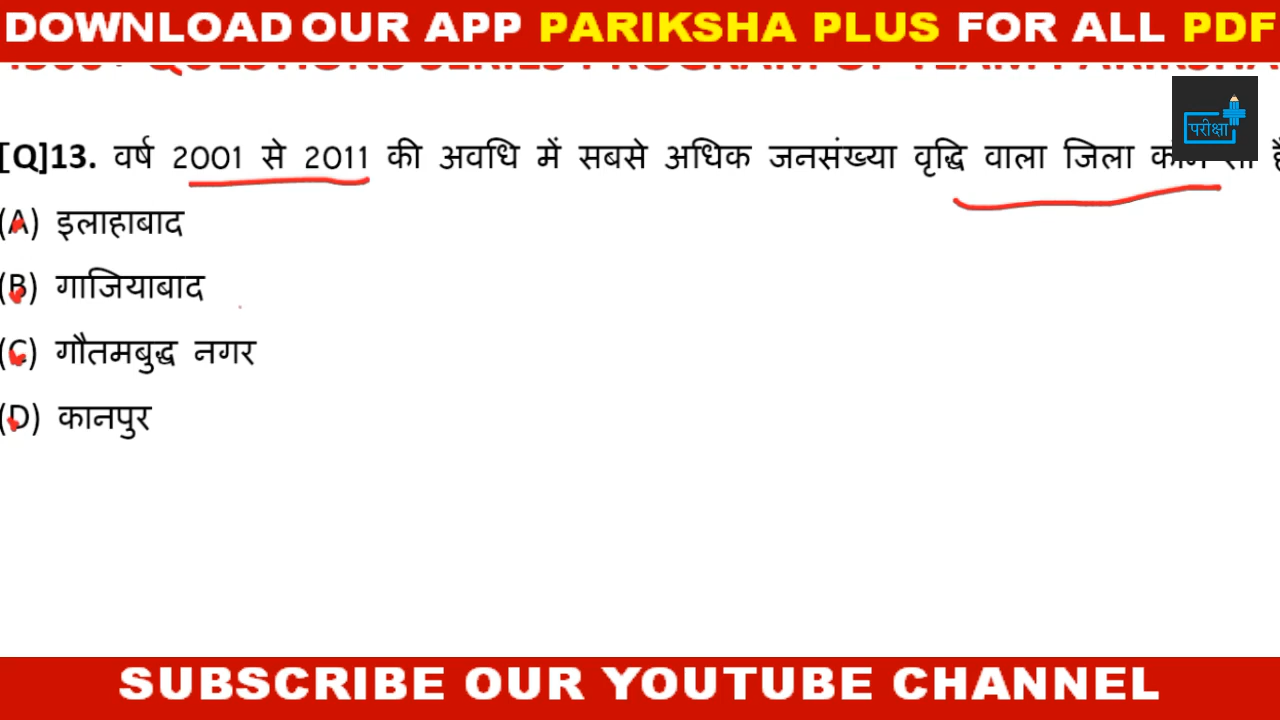 DOWNLOAD OUR APP PARIKSHA PLUS FOR ALL PDF
परीक्षा
[Q]13. वर्ष 2001 से 2011 की अवधि में सबसे अधिक जनसंख्या वृद्धि वाला जिला कौन सा है
(A) इलाहाबाद
(B) गाजियाबाद
(C) गौतमबुद्ध नगर
(D) कानपुर
SUBSCRIBE OUR YOUTUBE CHANNEL